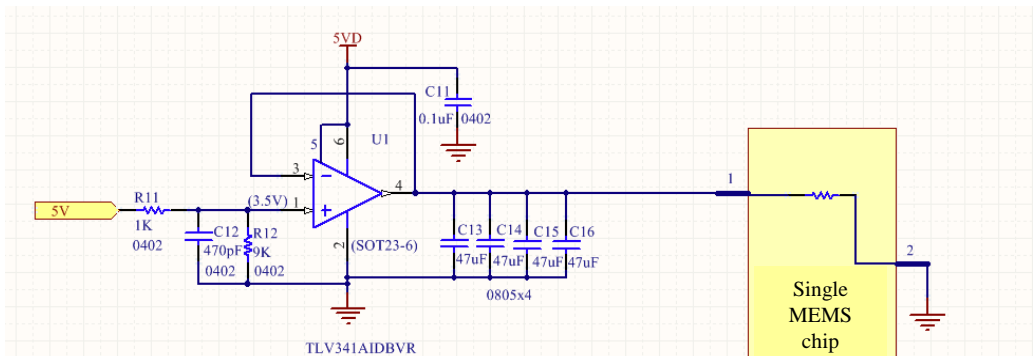 5VD
C11
0.1uF 0402
U1
5
6
3
4
5V
R11
1K
0402
(3.5V)
1
C12
470pF
0402
R12
9K
0402
2
(SOT23-6)
C13
47uF
C14
47uF
C15
47uF
C16
47uF
0805x4
TLV341AIDBVR
1
2
Single
MEMS
chip